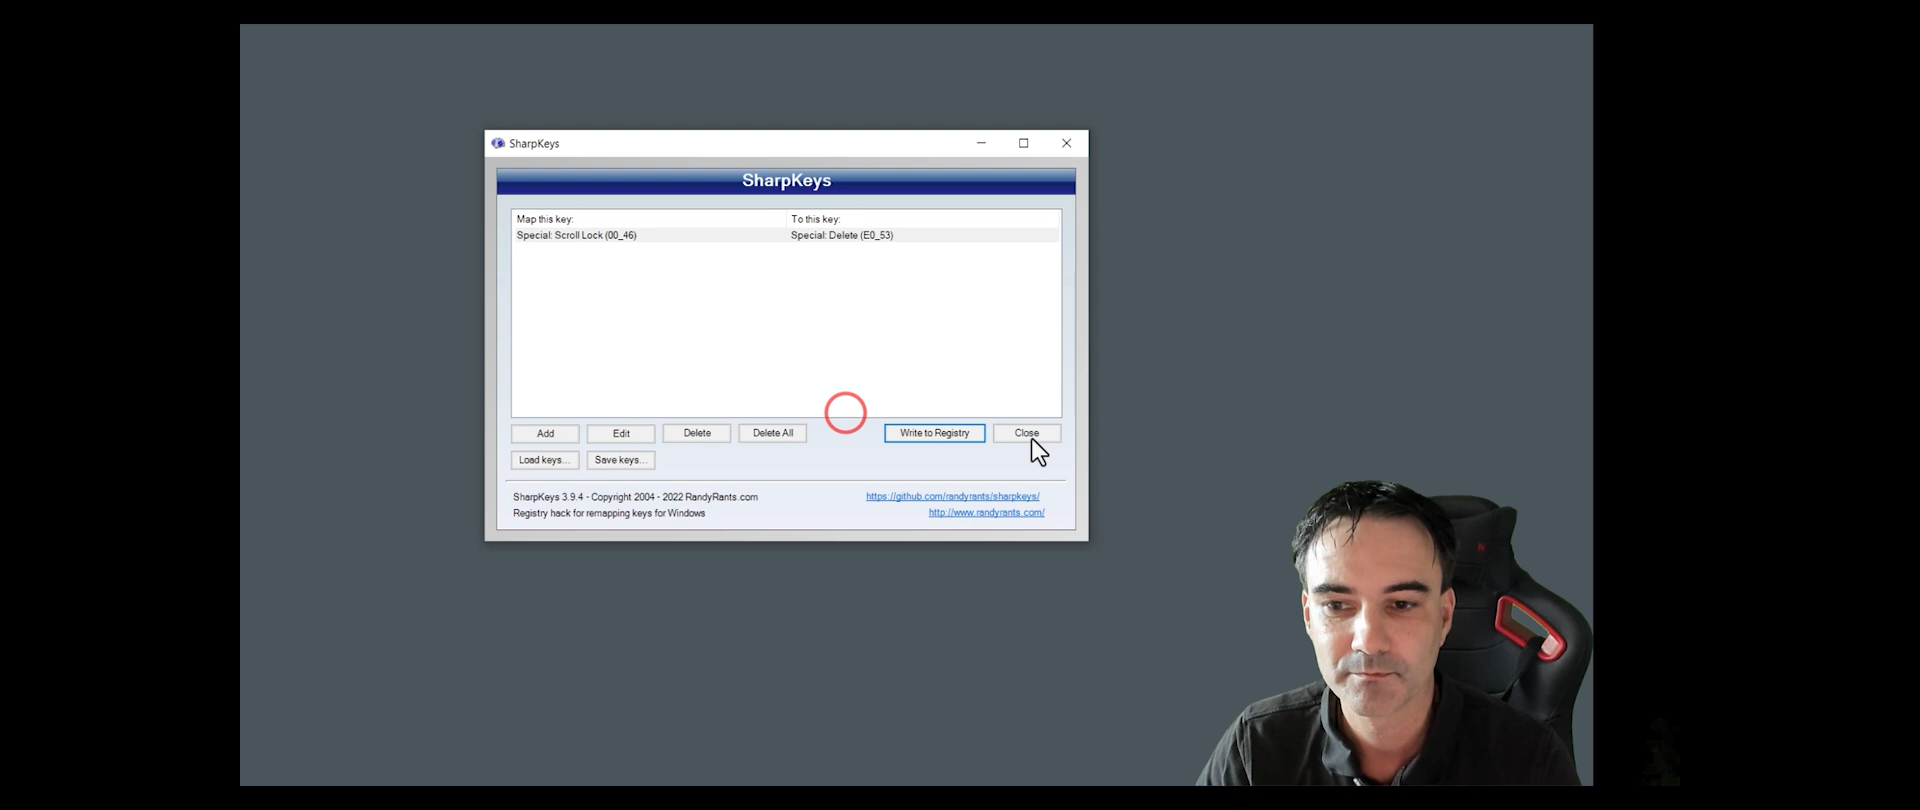 SharpKeys
SharpKeys
Map this key: To this key:
Special: Scroll Lock (00_46) Special: Delete (E0_53)
Add Edit Delete Delete All Write to Registry Close
Load keys... Save keys...
SharpKeys 3.9.4 - Copyright 2004 - 2022 RandyRants.com https://github.com/randyrants/sharpkeys/
Registry hack for remapping keys for Windows http://www.randyrants.com/